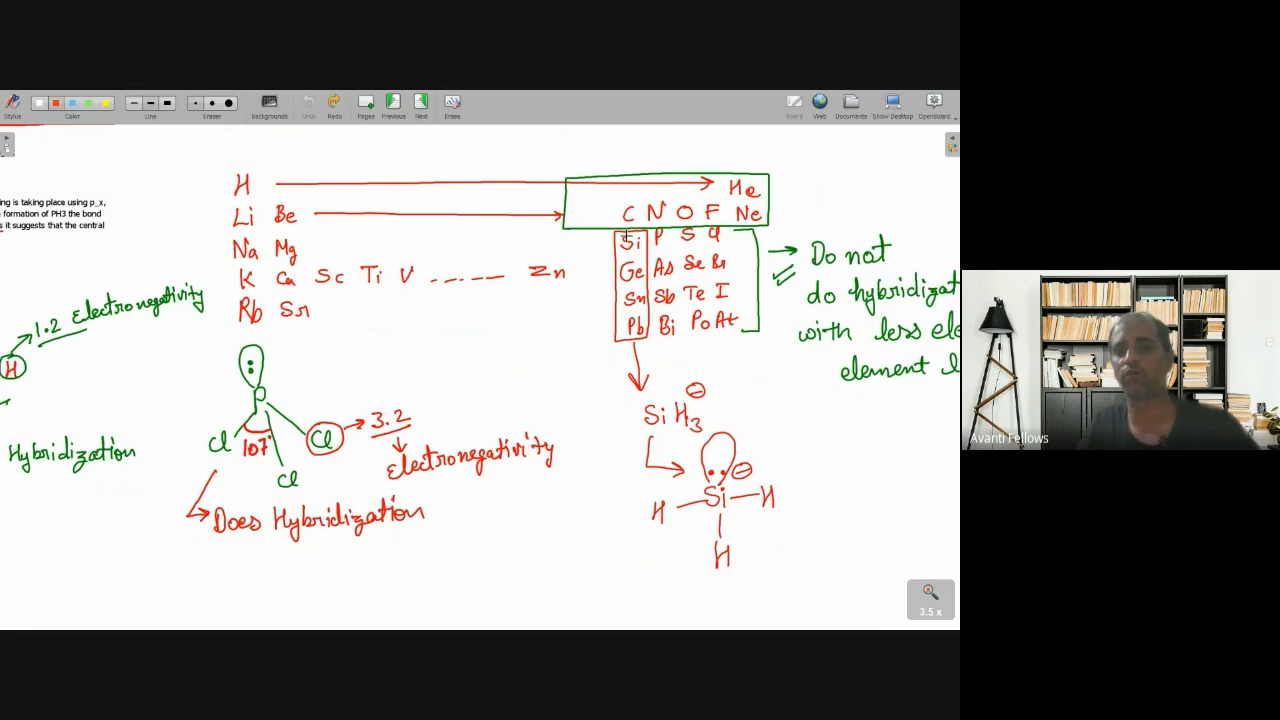 Stylus
Color
Line
Eraser
Backgrounds
Undo
Redo
Pages
Previous
Next
Erase
Board
Web
Documents
Show Desktop
OpenBoard
ing is taking place using p_x,
formation of PH3 the bond
s it suggests that the central
H He
Li Be C N O F Ne
Na Mg Si P S Cl
K Ca Sc Ti V ------ Zn Ge As Se Br
Rb Sr Sn Sb Te I
Pb Bi Po At
Do not
do hybridizat
with less ele
element
1.2 Electronegativity
H
Hybridization
P
Cl 107° Cl
Cl
3.2
Electronegativity
Does Hybridization
SiH3⊖
Si ⊖
H H
H
3.5 x
Avanti Fellows